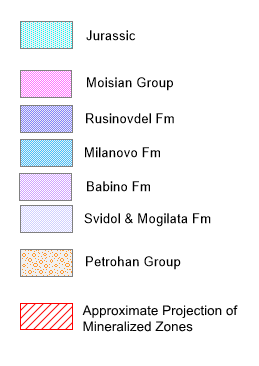 Jurassic
Moisian Group
Rusinovdel Fm
Milanovo Fm
Babino Fm
Svidol & Mogilata Fm
Petrohan Group
Approximate Projection of
Mineralized Zones